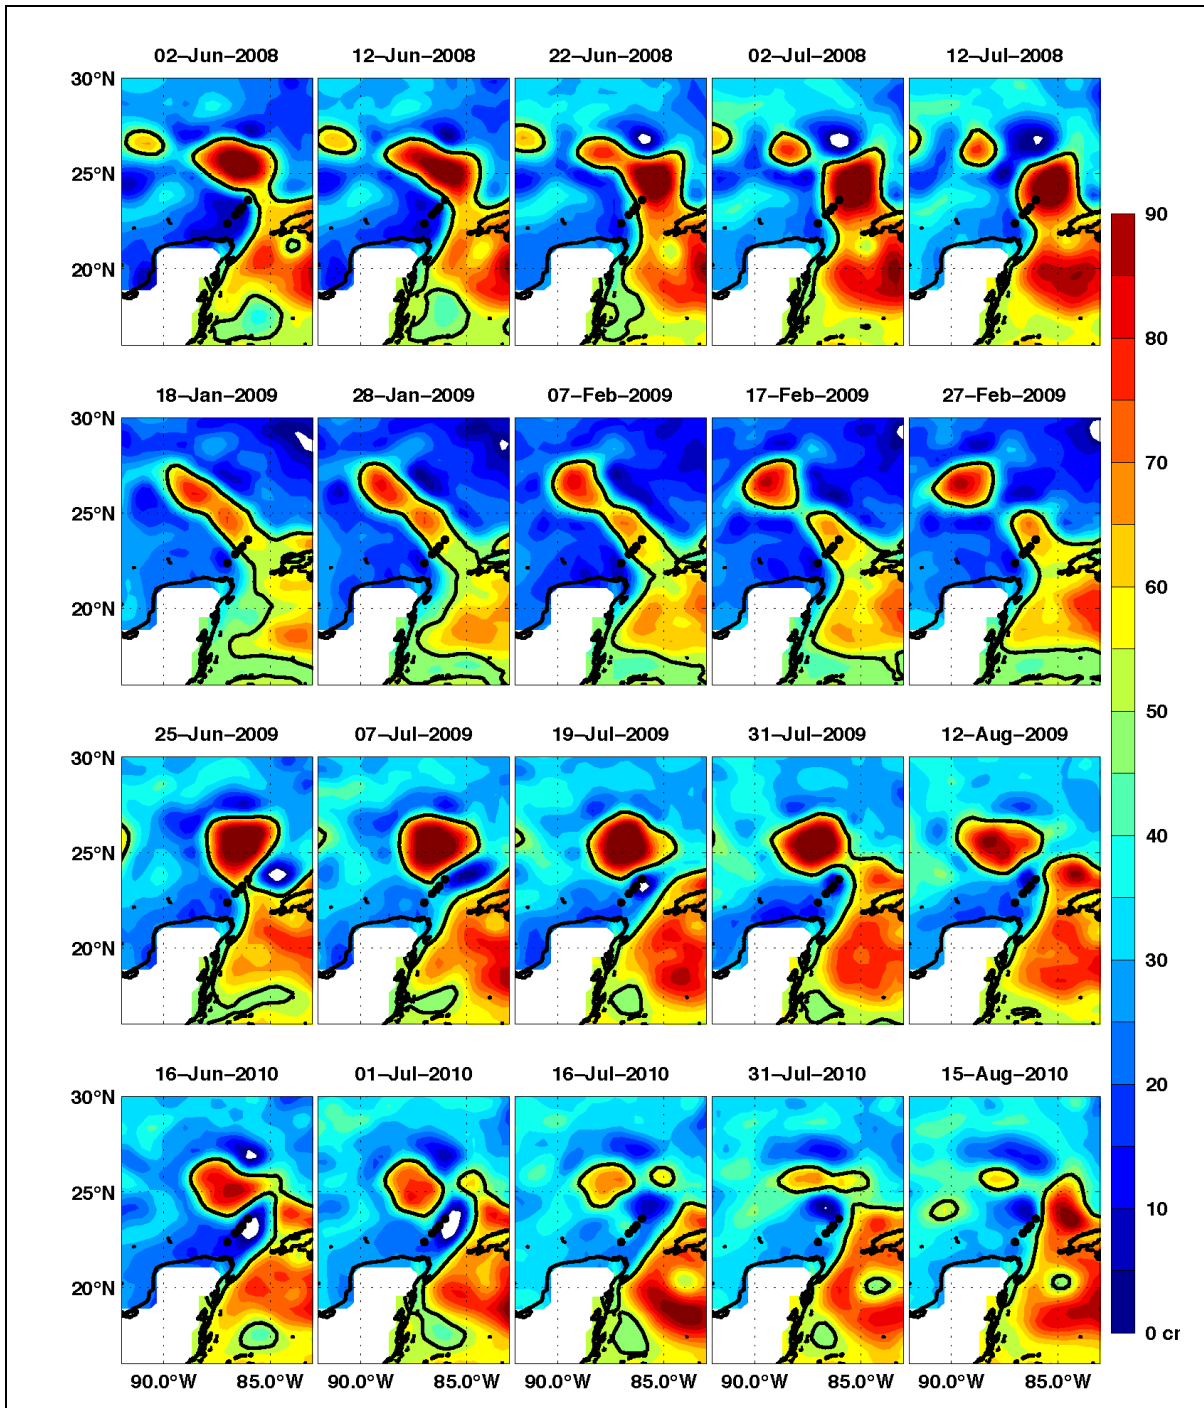 02–Jun–2008 12–Jun–2008 22–Jun–2008 02–Jul–2008 12–Jul–2008
30°N
25°N
20°N
90
80
70
60
50
40
30
20
10
0 cr
18–Jan–2009 28–Jan–2009 07–Feb–2009 17–Feb–2009 27–Feb–2009
30°N
25°N
20°N
25–Jun–2009 07–Jul–2009 19–Jul–2009 31–Jul–2009 12–Aug–2009
30°N
25°N
20°N
16–Jun–2010 01–Jul–2010 16–Jul–2010 31–Jul–2010 15–Aug–2010
30°N
25°N
20°N
90.0°W 85.0°W 90.0°W 85.0°W 90.0°W 85.0°W 90.0°W 85.0°W 90.0°W 85.0°W